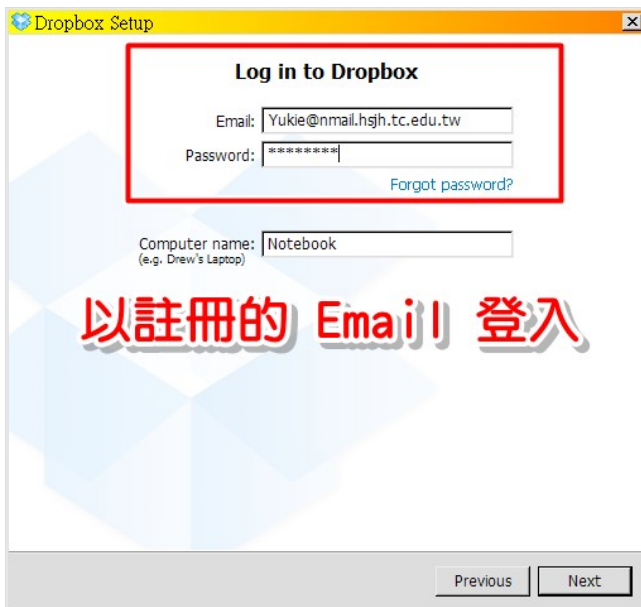 Dropbox Setup
Log in to Dropbox
Email: Yukie@nmail.hsjh.tc.edu.tw
Password: ********
Forgot password?
Computer name: Notebook
(e.g. Drew's Laptop)
以註冊的 Email 登入
Previous Next